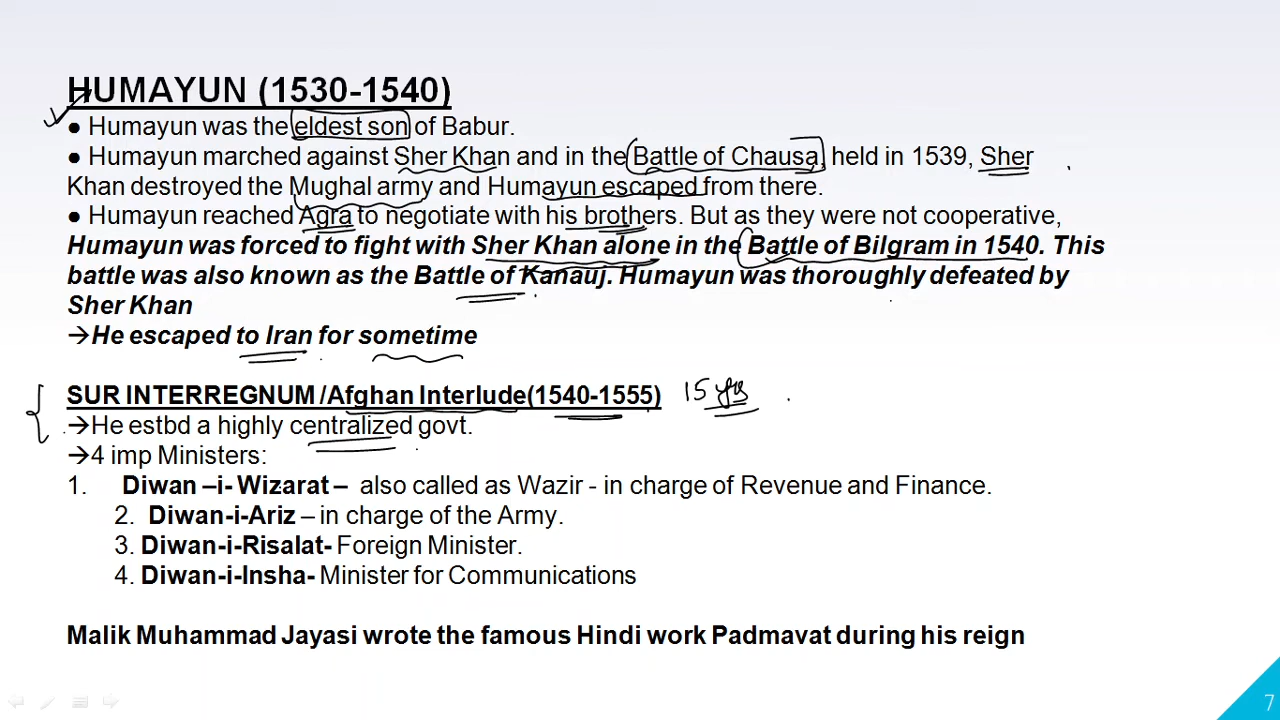 HUMAYUN (1530-1540)
● Humayun was the eldest son of Babur.
● Humayun marched against Sher Khan and in the Battle of Chausa, held in 1539, Sher
Khan destroyed the Mughal army and Humayun escaped from there.
● Humayun reached Agra to negotiate with his brothers. But as they were not cooperative,
Humayun was forced to fight with Sher Khan alone in the Battle of Bilgram in 1540. This
battle was also known as the Battle of Kanauj. Humayun was thoroughly defeated by
Sher Khan
→He escaped to Iran for sometime
SUR INTERREGNUM /Afghan Interlude(1540-1555) 15 yrs
→He estbd a highly centralized govt.
→4 imp Ministers:
1. Diwan –i- Wizarat – also called as Wazir - in charge of Revenue and Finance.
2. Diwan-i-Ariz – in charge of the Army.
3. Diwan-i-Risalat- Foreign Minister.
4. Diwan-i-Insha- Minister for Communications
Malik Muhammad Jayasi wrote the famous Hindi work Padmavat during his reign
7